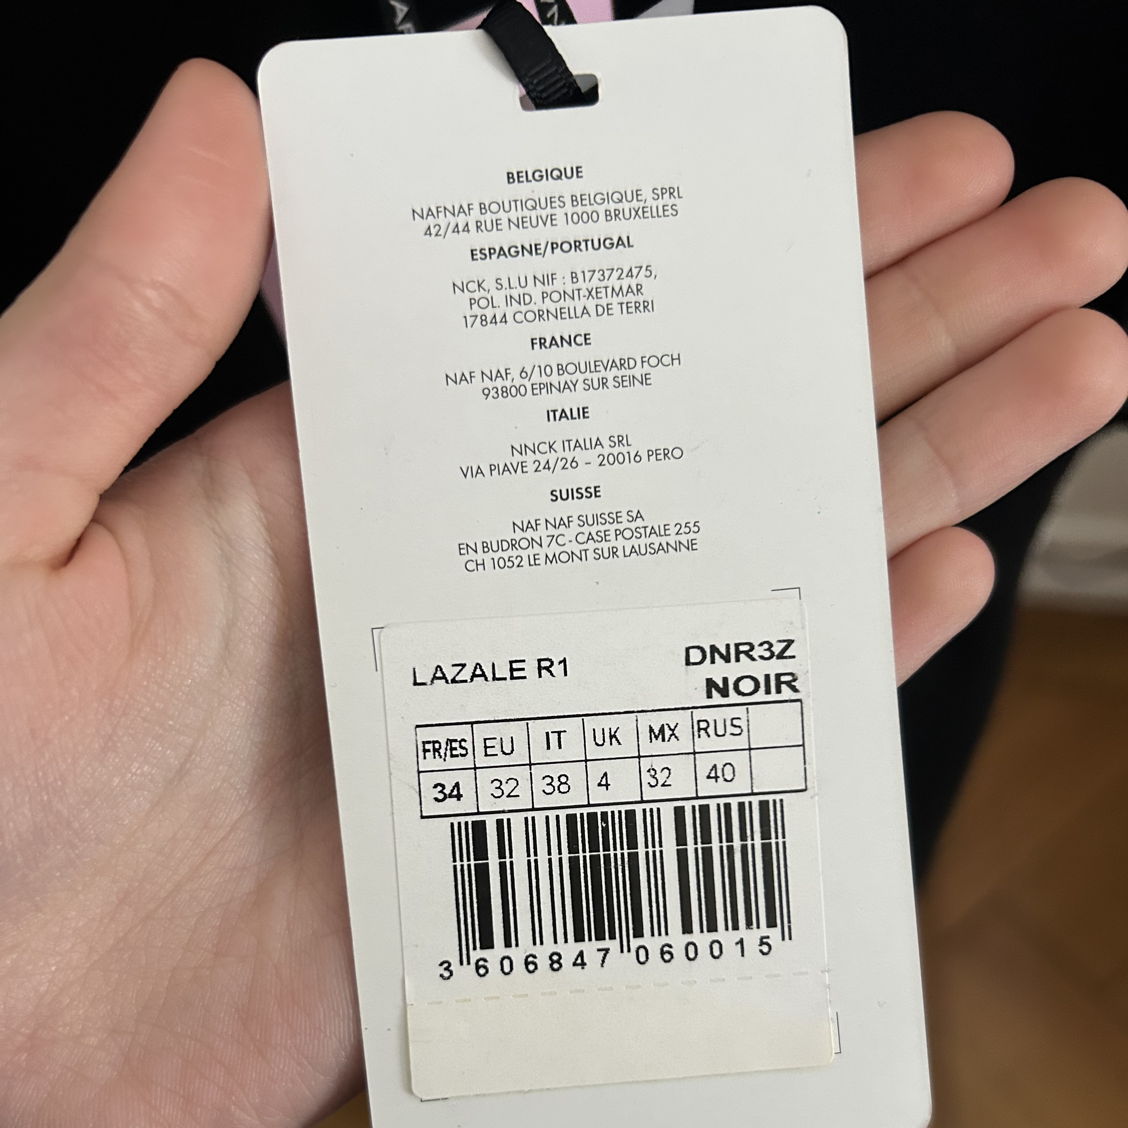 BELGIQUE
NAFNAF BOUTIQUES BELGIQUE, SPRL
42/44 RUE NEUVE 1000 BRUXELLES
ESPAGNE/PORTUGAL
NCK, S.L.U NIF : B17372475,
POL. IND. PONT-XETMAR
17844 CORNELLA DE TERRI
FRANCE
NAF NAF, 6/10 BOULEVARD FOCH
93800 EPINAY SUR SEINE
ITALIE
NNCK ITALIA SRL
VIA PIAVE 24/26 - 20016 PERO
SUISSE
NAF NAF SUISSE SA
EN BUDRON 7C - CASE POSTALE 255
CH 1052 LE MONT SUR LAUSANNE
LAZALE R1 DNR3Z
NOIR
FR/ES EU IT UK MX RUS
34 32 38 4 32 40
3 606847 060015